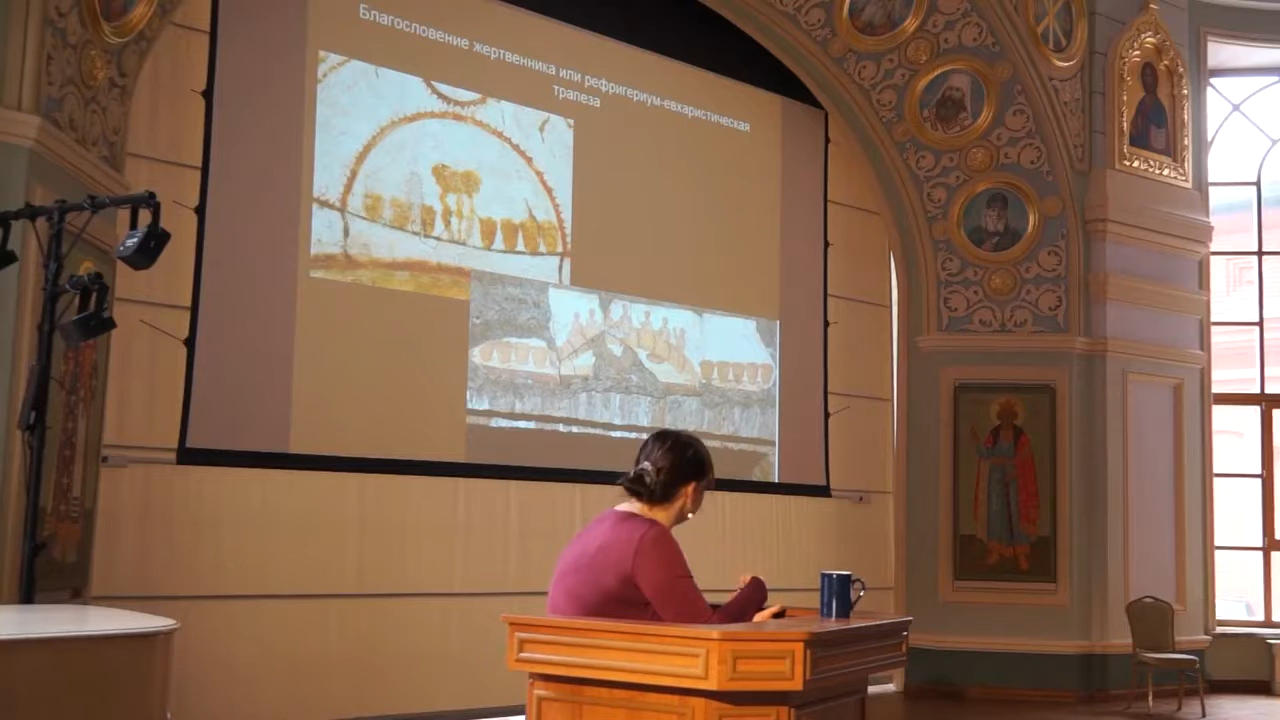 Благословение жертвенника или рефригериум-евхаристическая
трапеза